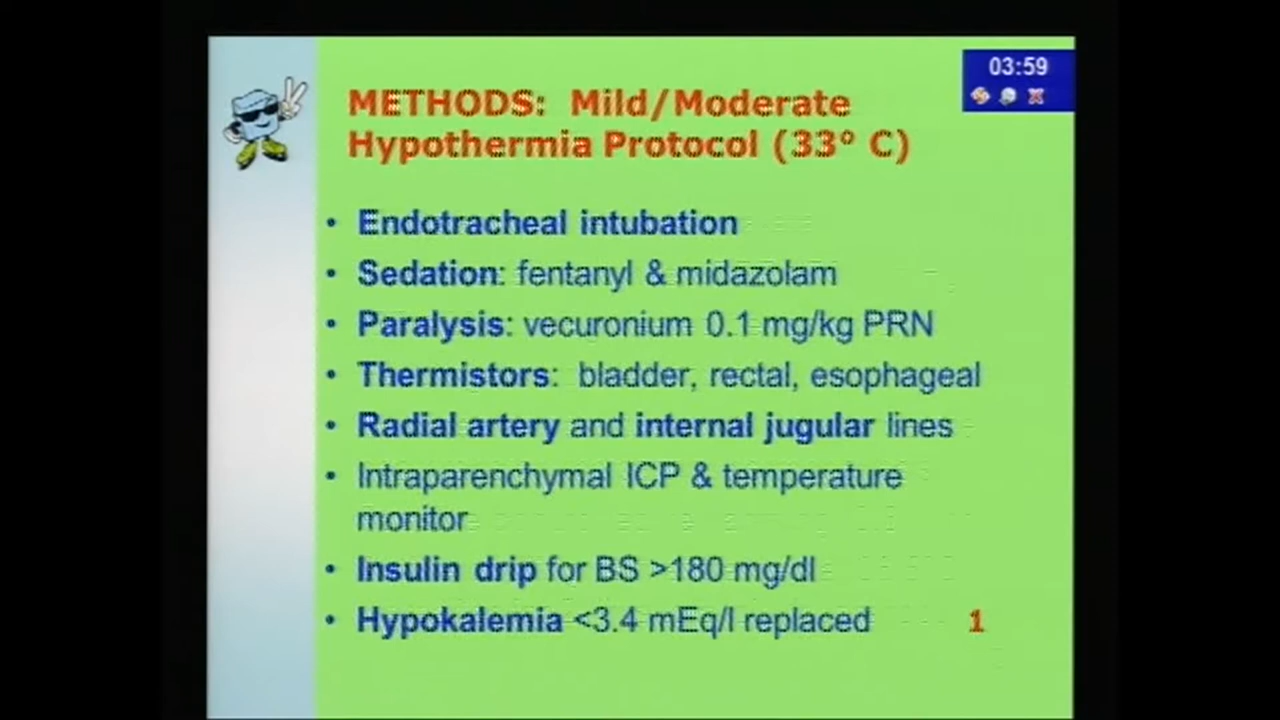 03:59
METHODS: Mild/Moderate
Hypothermia Protocol (33° C)
• Endotracheal intubation
• Sedation: fentanyl & midazolam
• Paralysis: vecuronium 0.1 mg/kg PRN
• Thermistors: bladder, rectal, esophageal
• Radial artery and internal jugular lines
• Intraparenchymal ICP & temperature
monitor
• Insulin drip for BS >180 mg/dl
• Hypokalemia <3.4 mEq/l replaced
1